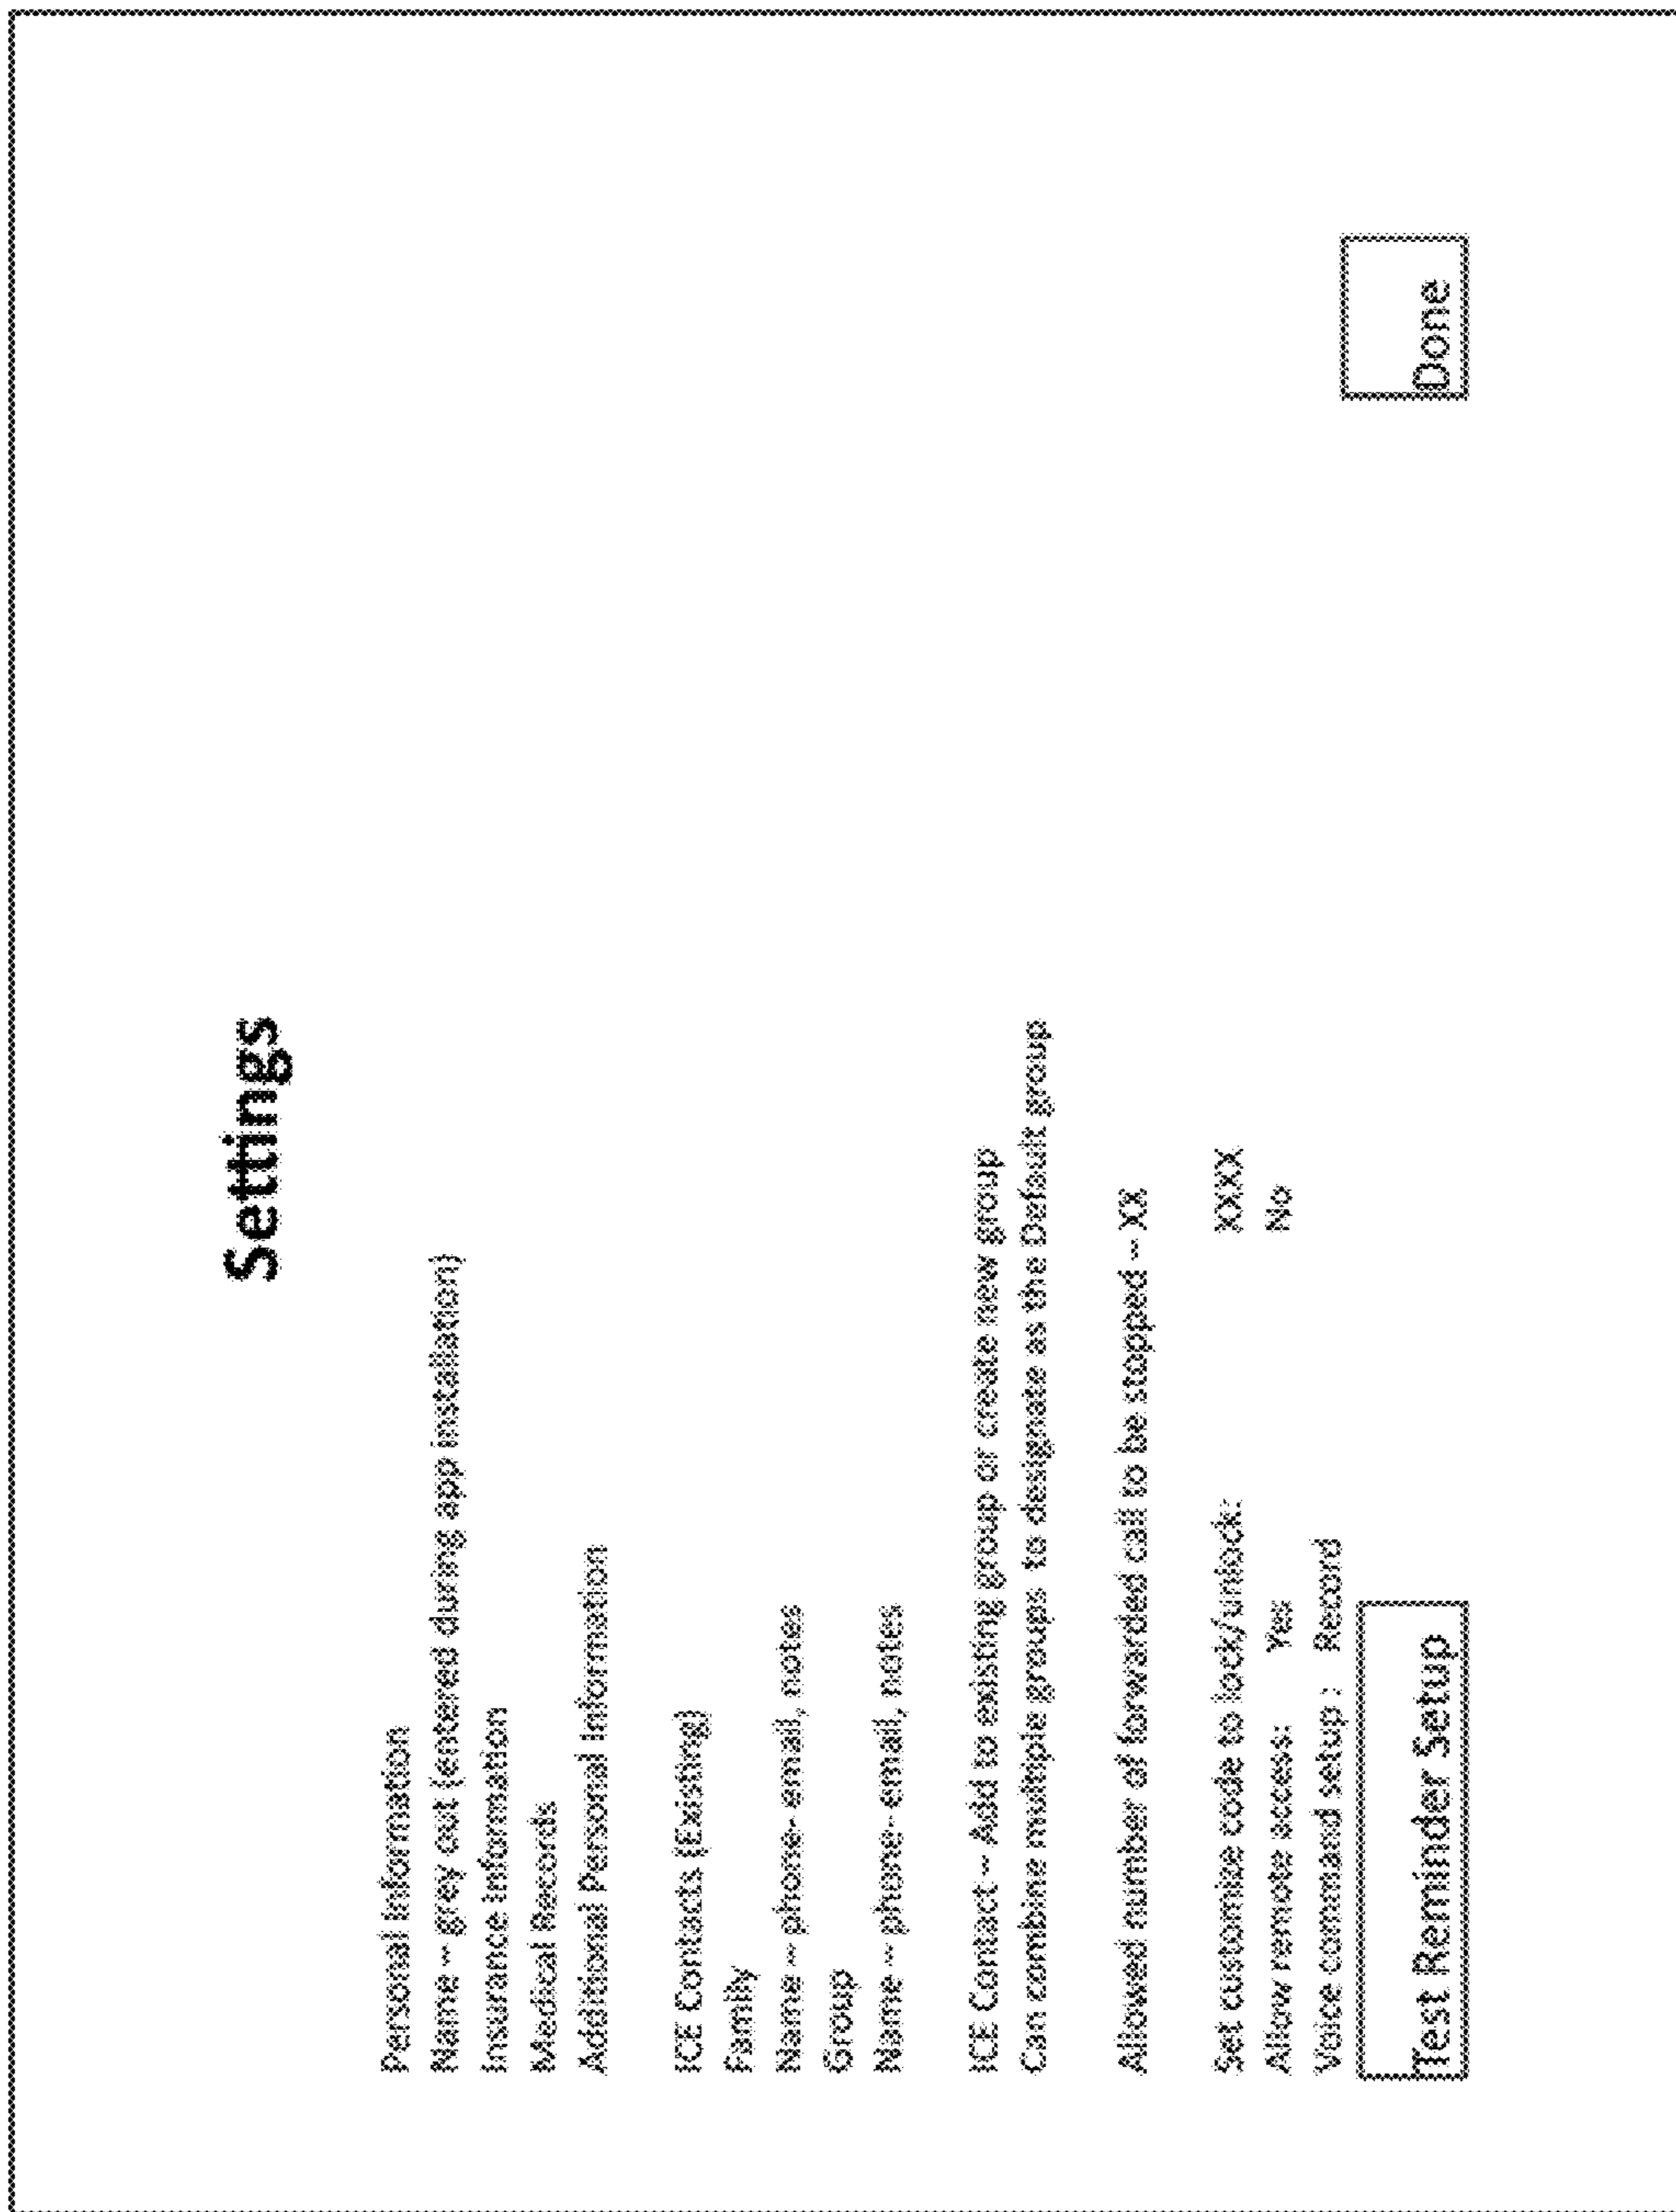 Settings
Personal Information
Name – grey out (entered during app installation)
Insurance Information
Medical Records
Additional Personal Information
ICE Contacts (Existing)
Family
Name – phone- email, notes
Group
Name – phone- email, notes
ICE Contact – Add to existing group or create new group
Can combine multiple groups to designate as the Default group
Allowed number of forwarded call to be stopped – XX
Set customize code to lock/unlock: XXXX
Allow remote access: Yes No
Voice command setup : Record
Test Reminder Setup
Done